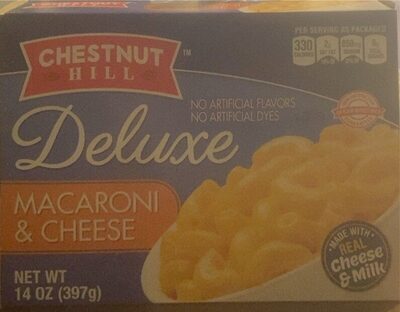 CHESTNUT
HILL
™
PER SERVING AS PACKAGED
330
CALORIES
NO ARTIFICIAL FLAVORS
NO ARTIFICIAL DYES
Deluxe
MACARONI
& CHEESE
MADE WITH
REAL
Cheese
& Milk
NET WT
14 OZ (397g)